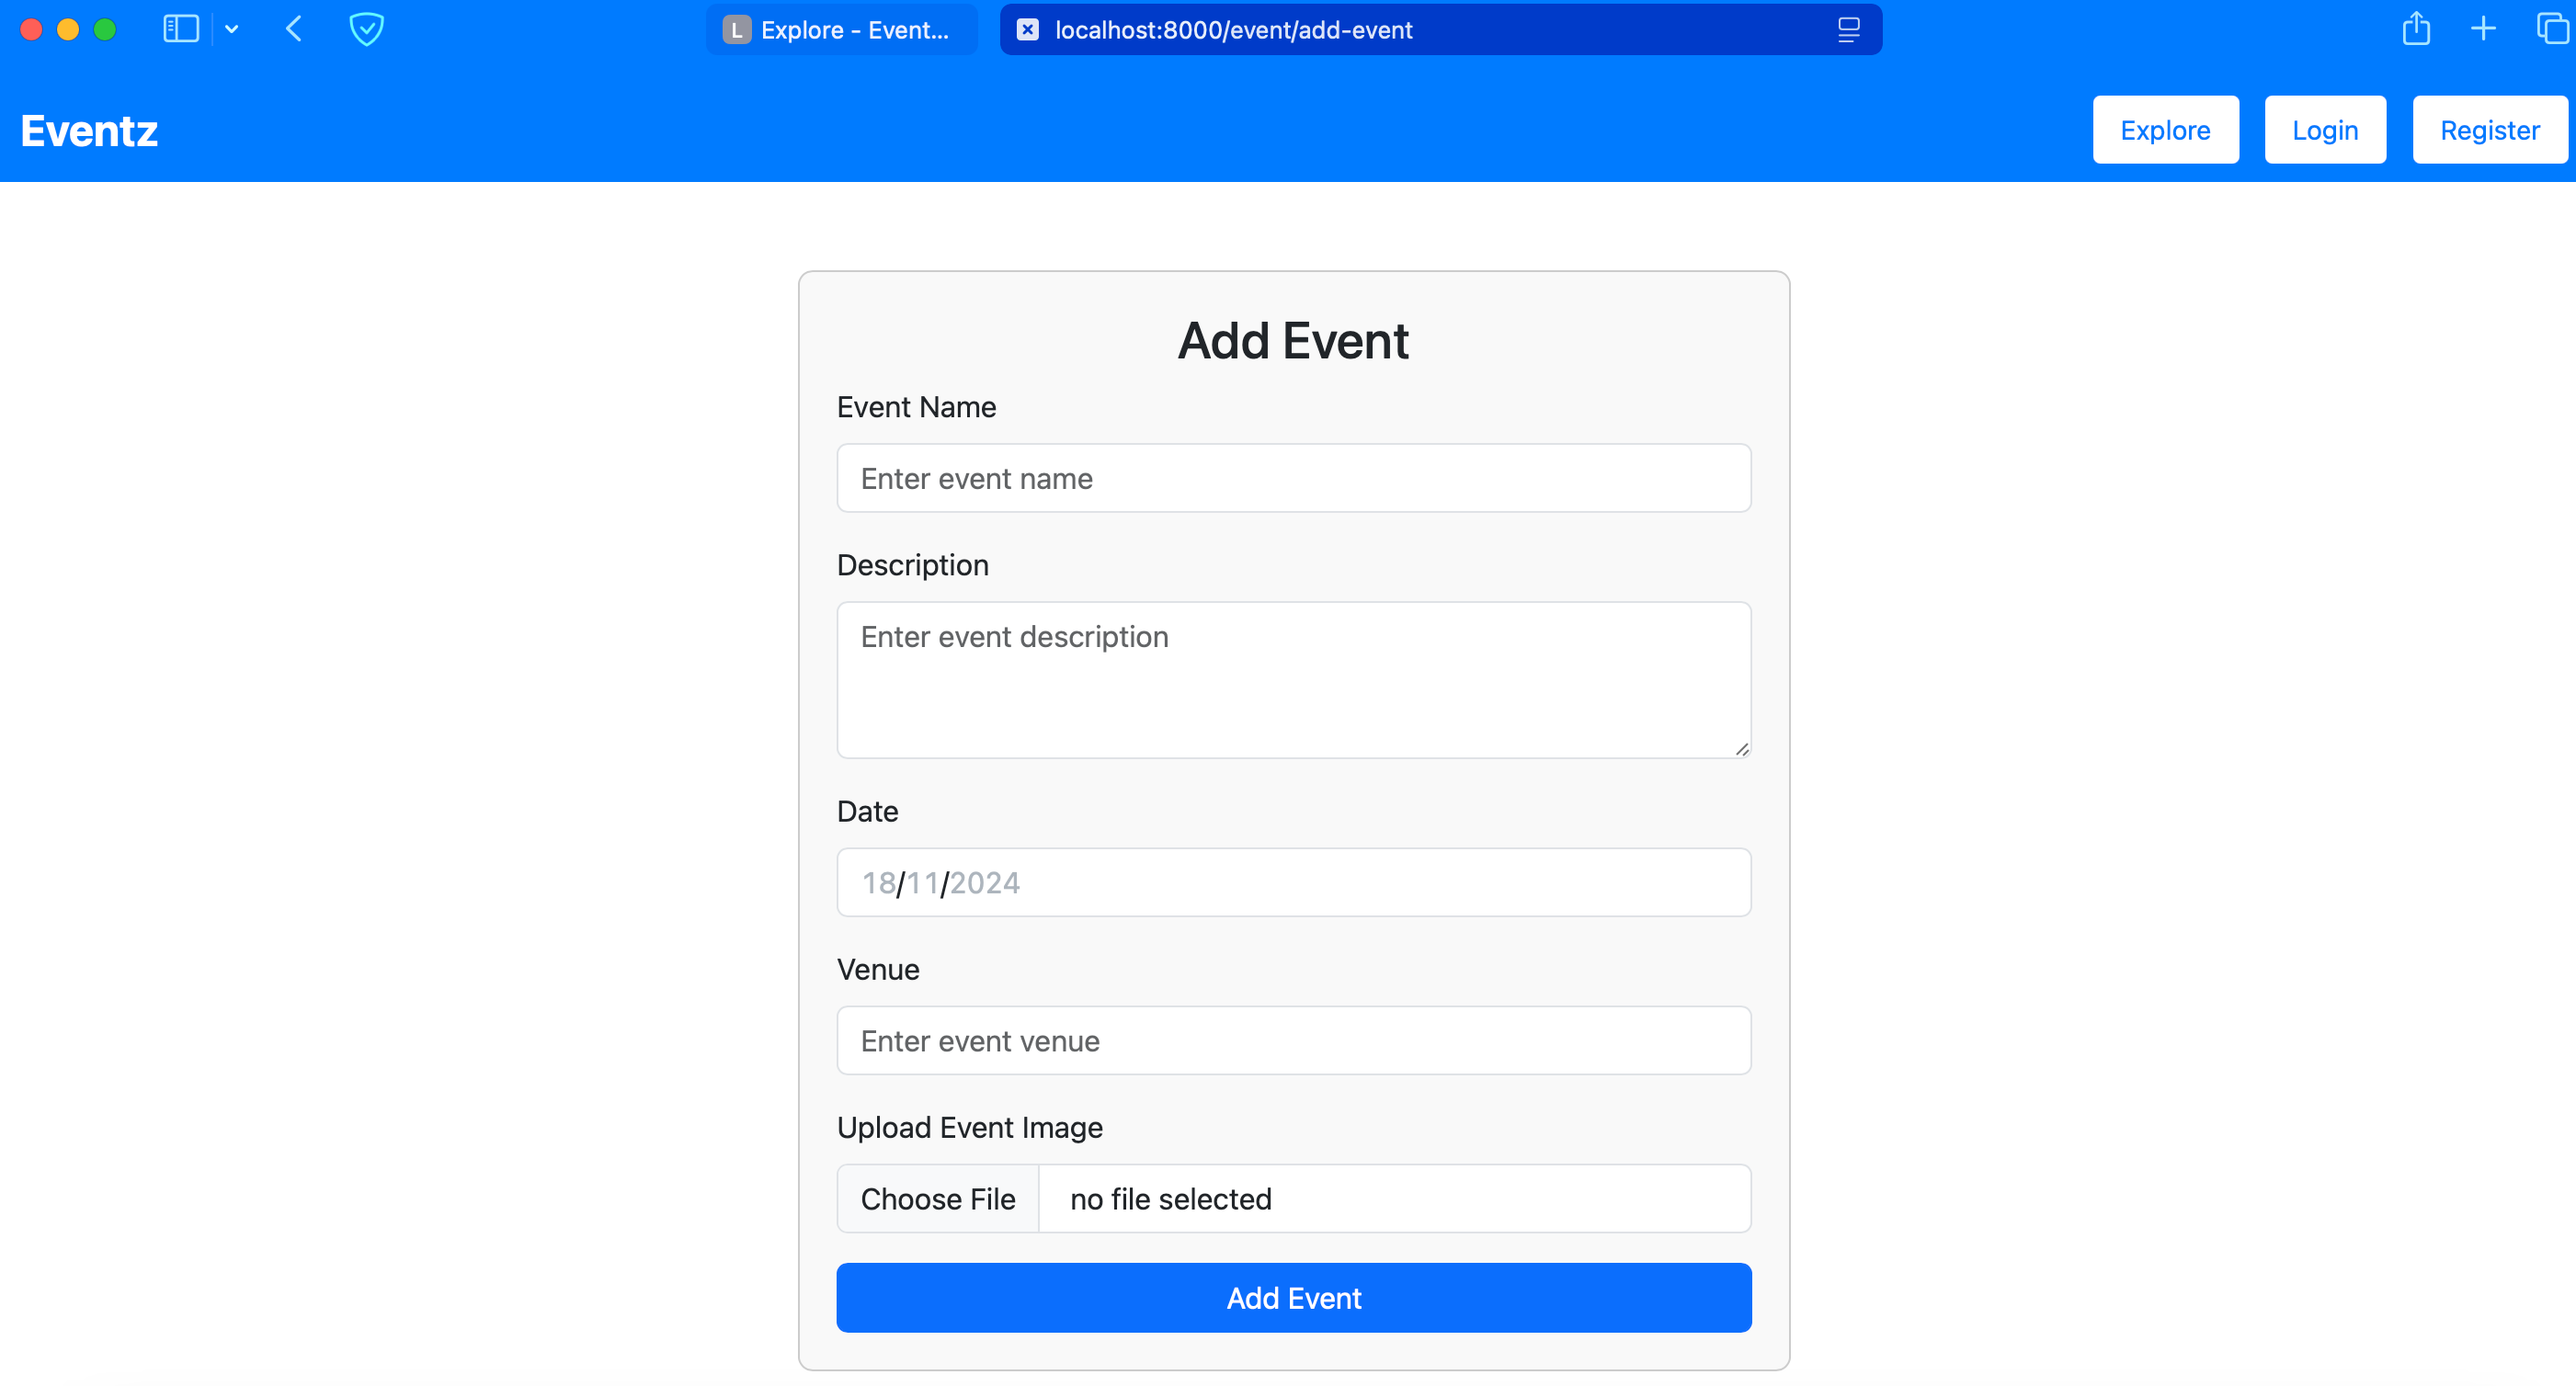 L Explore - Event... localhost:8000/event/add-event
Eventz Explore Login Register
Add Event
Event Name
Enter event name
Description
Enter event description
Date
18/11/2024
Venue
Enter event venue
Upload Event Image
Choose File no file selected
Add Event